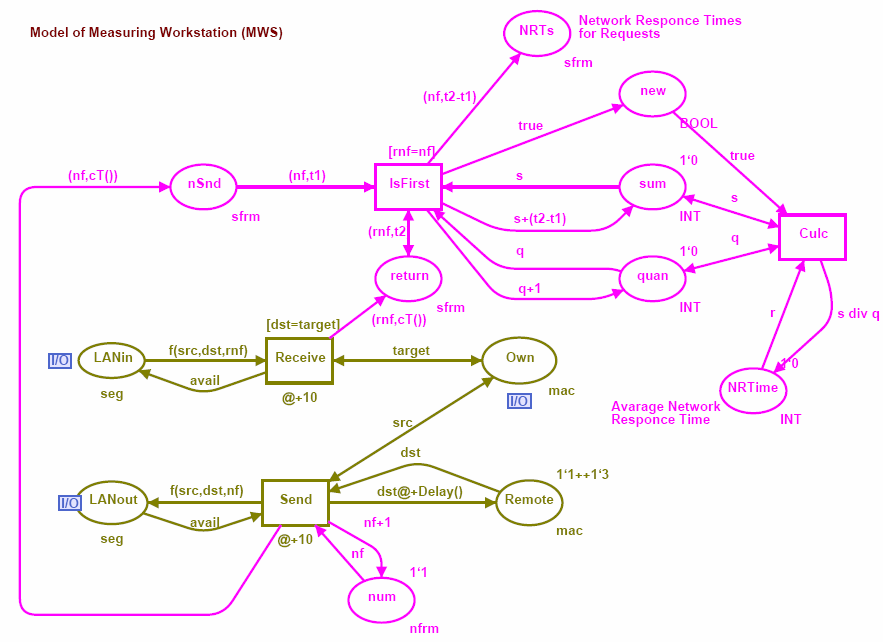 Model of Measuring Workstation (MWS)
NRTs
Network Responce Times
for Requests
sfrm
(nf,t2-t1)
new
true
BOOL
true
[rnf=nf]
1‘0
(nf,cT())
nSnd
(nf,t1)
IsFirst
s
sum
s
sfrm
s+(t2-t1)
INT
(rnf,t2
q
1‘0
q
Culc
return
quan
q+1
sfrm
INT
(rnf,cT())
r
s div q
[dst=target]
I/O
LANin
f(src,dst,rnf)
Receive
target
Own
1‘0
avail
seg
@+10
mac
I/O
NRTime
Avarage Network
Responce Time
INT
src
dst
1‘1++1‘3
I/O
LANout
f(src,dst,nf)
Send
dst@+Delay()
Remote
avail
nf+1
seg
@+10
mac
nf
1‘1
num
nfrm